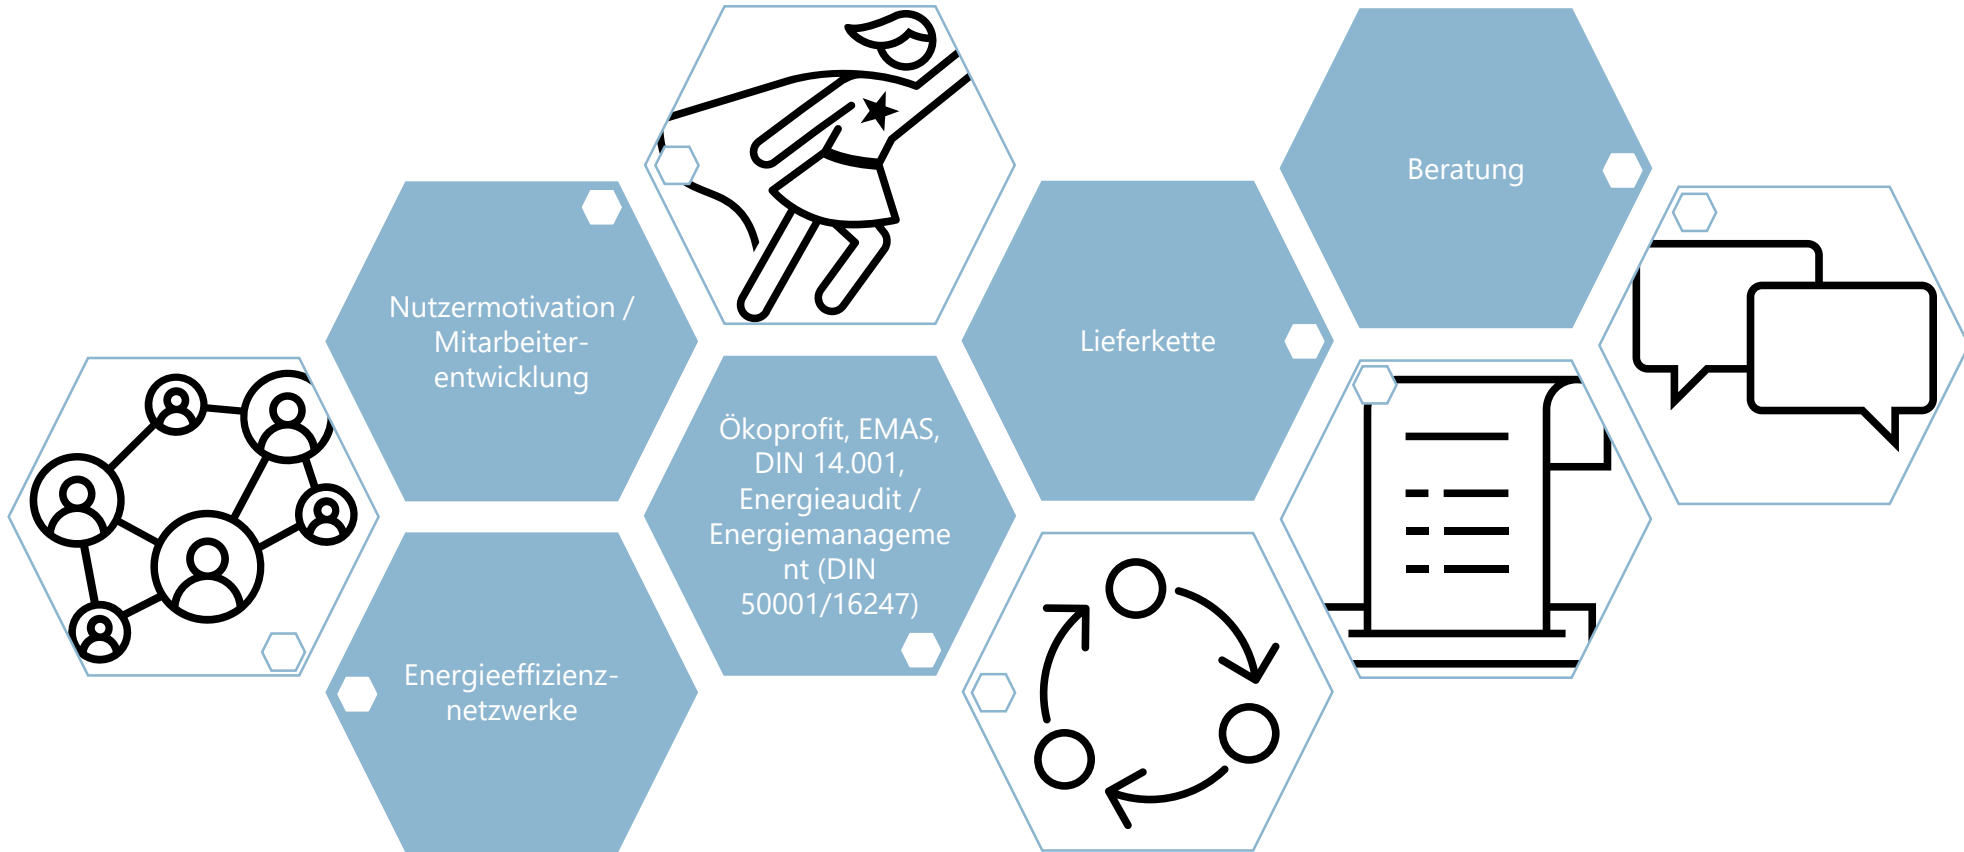 Nutzermotivation /
Mitarbeiter-
entwicklung
Energieeffizienz-
netzwerke
Ökoprofit, EMAS,
DIN 14.001,
Energieaudit /
Energiemanageme
nt (DIN
50001/16247)
Lieferkette
Beratung